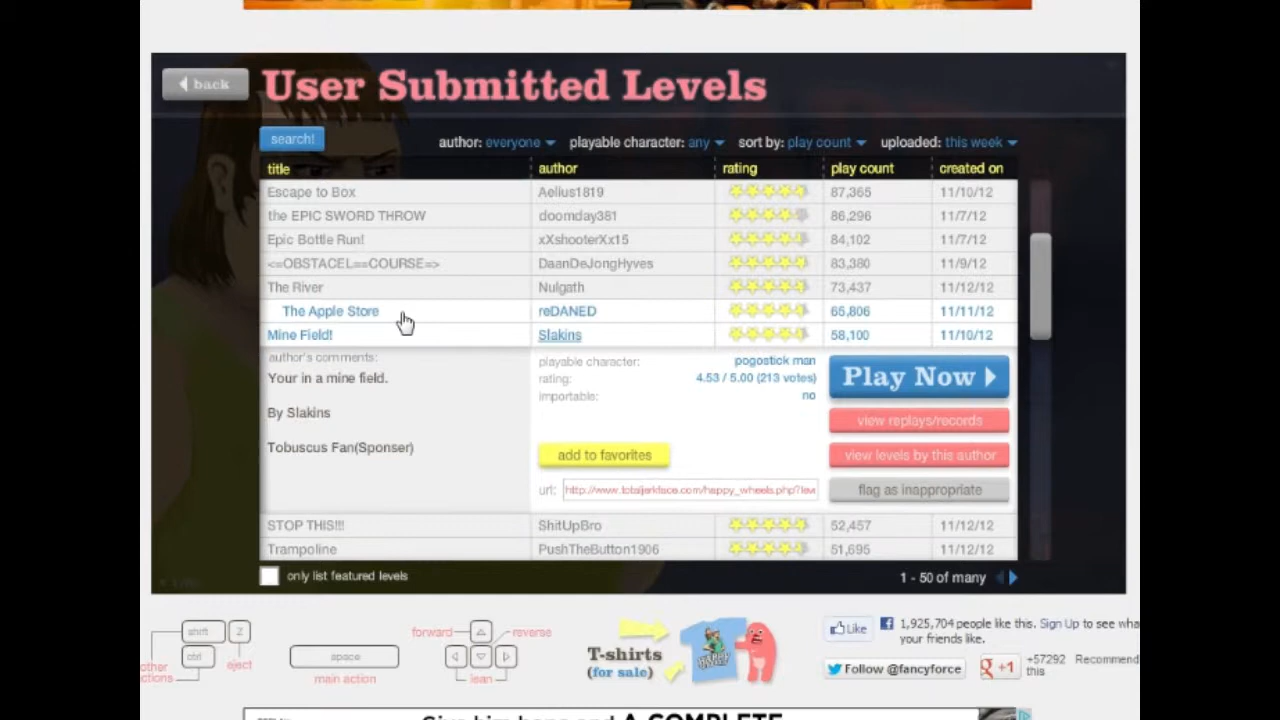 back
User Submitted Levels
search!
author: everyone playable character: any sort by: play count uploaded: this week
title author rating play count created on
Escape to Box Aelius1819 87,365 11/10/12
the EPIC SWORD THROW doomday381 86,296 11/7/12
Epic Bottle Run! xXshooterXx15 84,102 11/7/12
<=OBSTACEL==COURSE=> DaanDeJongHyves 83,380 11/9/12
The River Nulgath 73,437 11/12/12
The Apple Store reDANED 65,806 11/11/12
Mine Field! Slakins 58,100 11/10/12
author's comments:
Your in a mine field.
By Slakins
Tobuscus Fan(Sponser)
playable character: pogostick man
rating: 4.53 / 5.00 (213 votes)
importable: no
add to favorites
url: http://www.totaljerkface.com/happy_wheels.php?lev
Play Now
view replays/records
view levels by this author
flag as inappropriate
STOP THIS!!! ShitUpBro 52,457 11/12/12
Trampoline PushTheButton1906 51,695 11/12/12
only list featured levels
1 - 50 of many
shift Z
ctrl
eject
other
actions
space
main action
forward reverse
lean
T-shirts
(for sale)
Like
1,925,704 people like this. Sign Up to see wha
your friends like.
Follow @fancyforce
+1
+57292 Recommend
this
A COMPLETE